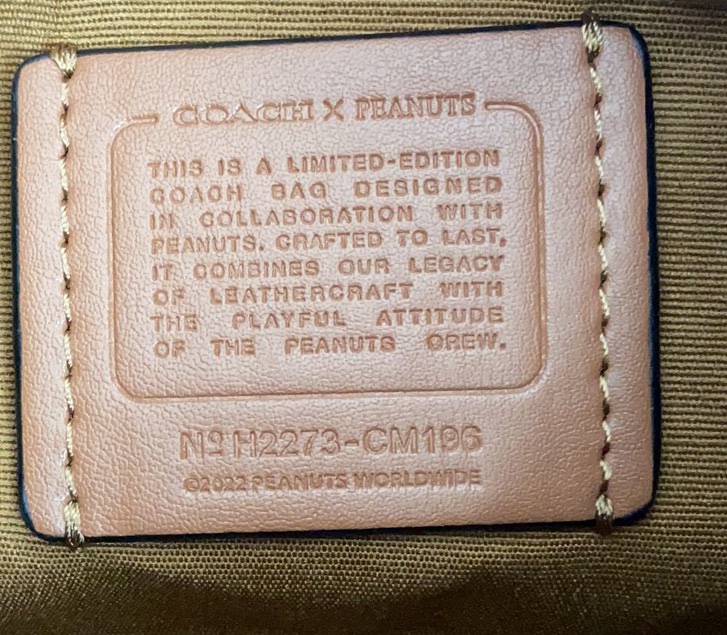 COACH X PEANUTS
THIS IS A LIMITED-EDITION
COACH BAG DESIGNED
IN COLLABORATION WITH
PEANUTS. CRAFTED TO LAST,
IT COMBINES OUR LEGACY
OF LEATHERCRAFT WITH
THE PLAYFUL ATTITUDE
OF THE PEANUTS CREW.
Nº H2273-CM196
©2022 PEANUTS WORLDWIDE